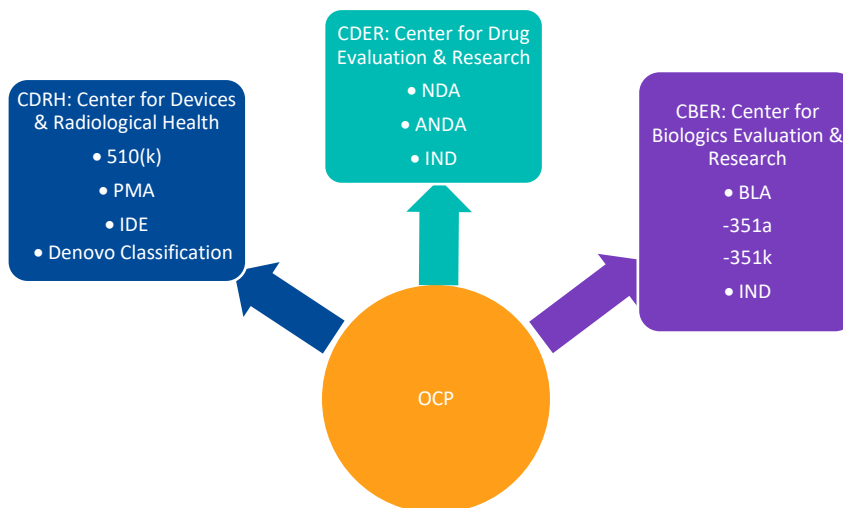 CDRH: Center for Devices
& Radiological Health
• 510(k)
• PMA
• IDE
• Denovo Classification
CDER: Center for Drug
Evaluation & Research
• NDA
• ANDA
• IND
CBER: Center for
Biologics Evaluation &
Research
• BLA
-351a
-351k
• IND
OCP